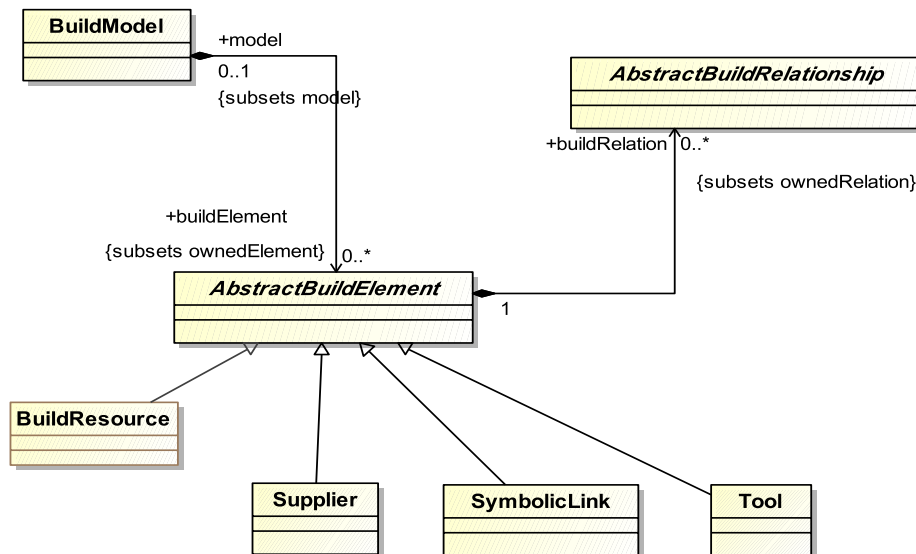 BuildModel
+model
0..1
{subsets model}
AbstractBuildRelationship
+buildRelation 0..*
{subsets ownedRelation}
+buildElement
{subsets ownedElement} 0..*
AbstractBuildElement
1
BuildResource
Supplier
SymbolicLink
Tool